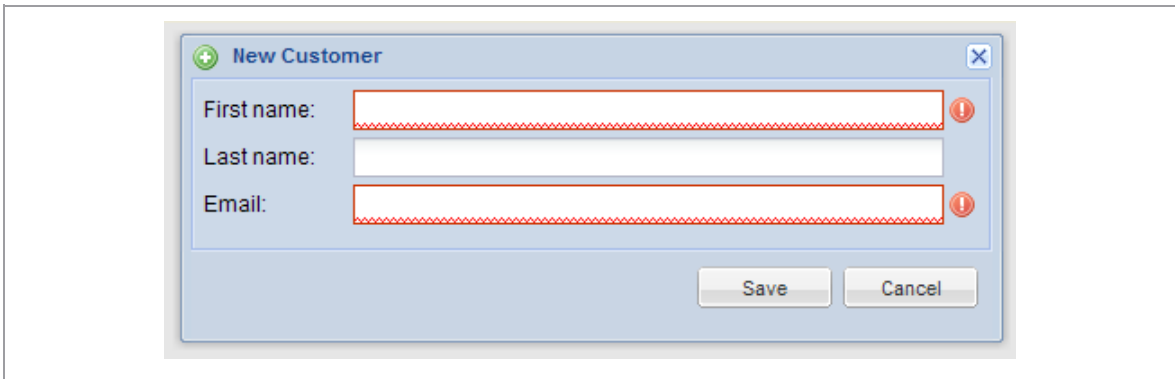 New Customer
First name:
Last name:
Email:
Save Cancel